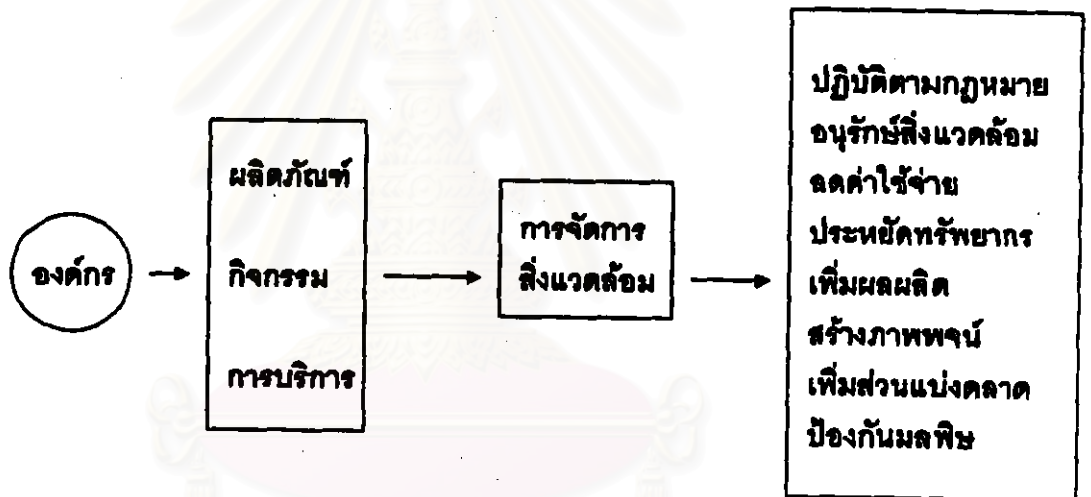 องค์กร
ผลิตภัณฑ์
กิจกรรม
การบริการ
การจัดการ
สิ่งแวดล้อม
ปฏิบัติตามกฎหมาย
อนุรักษ์สิ่งแวดล้อม
ลดค่าใช้จ่าย
ประหยัดทรัพยากร
เพิ่มผลผลิต
สร้างภาพพจน์
เพิ่มส่วนแบ่งตลาด
ป้องกันมลพิษ